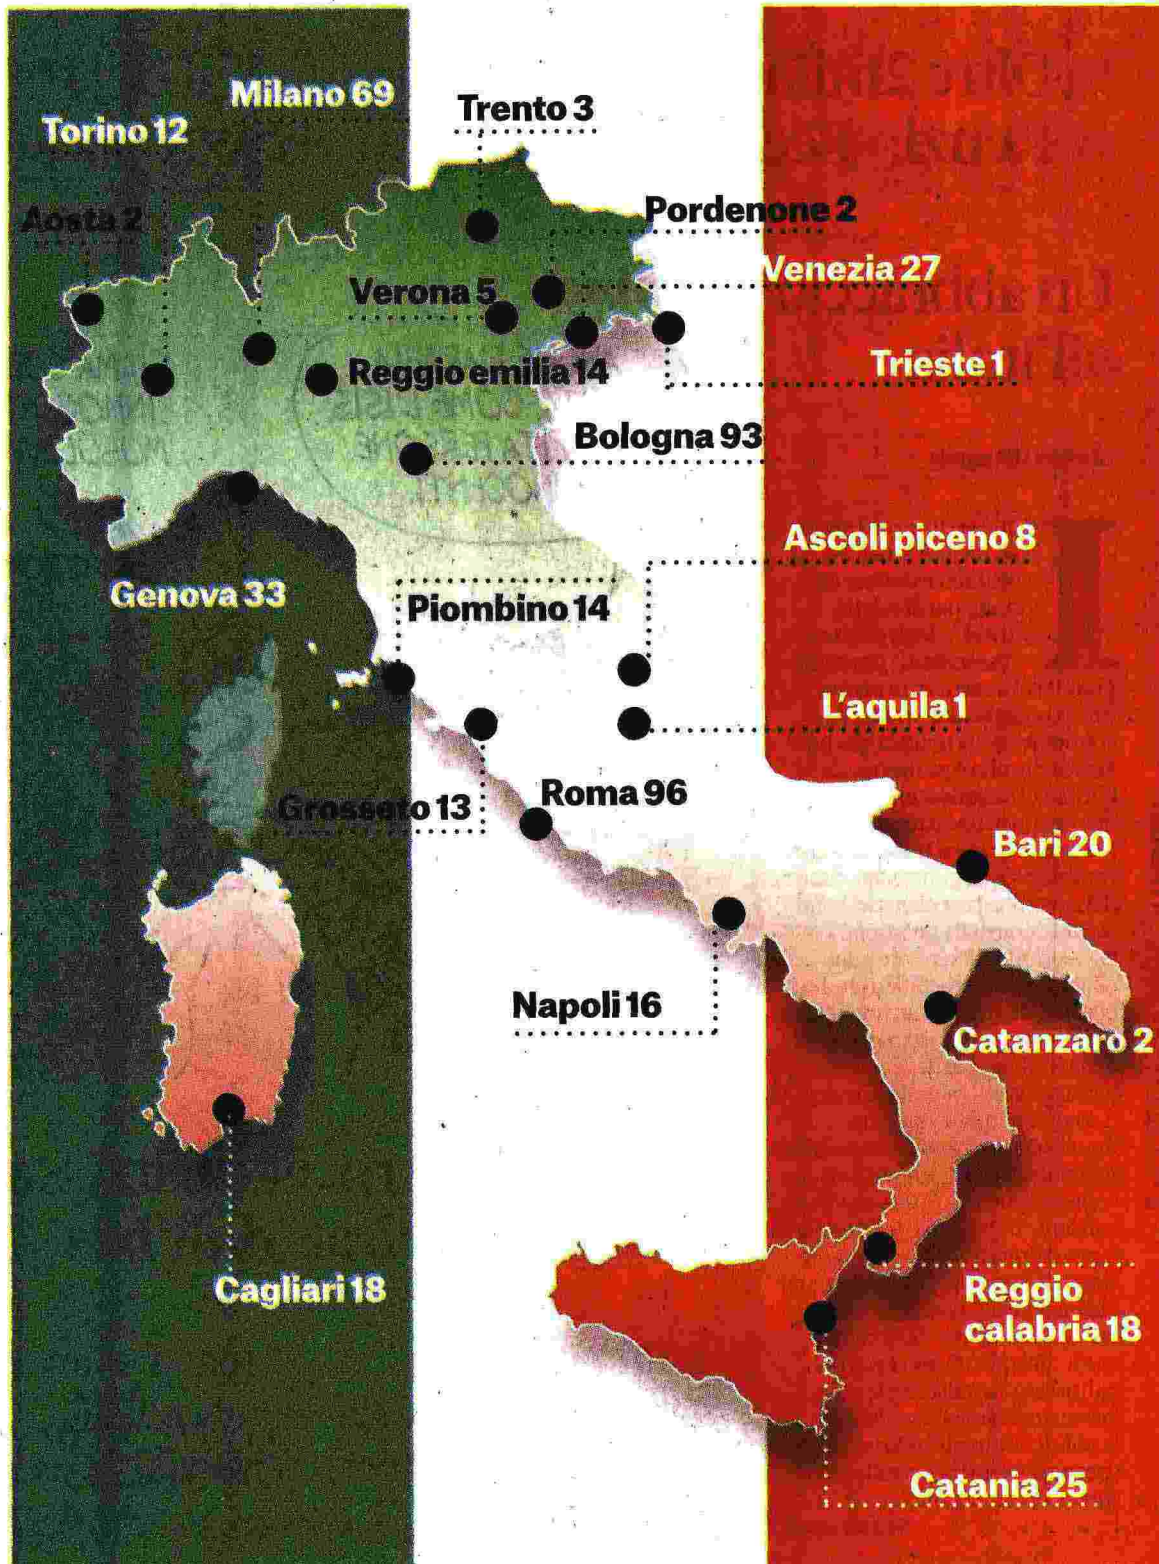 Milano 69
Trento 3
Torino 12
Aosta 2
Pordenone 2
Venezia 27
Verona 5
Trieste 1
Reggio emilia 14
Bologna 93
Ascoli piceno 8
Genova 33
Piombino 14
L'aquila 1
Grosseto 13
Roma 96
Bari 20
Napoli 16
Catanzaro 2
Cagliari 18
Reggio
calabria 18
Catania 25